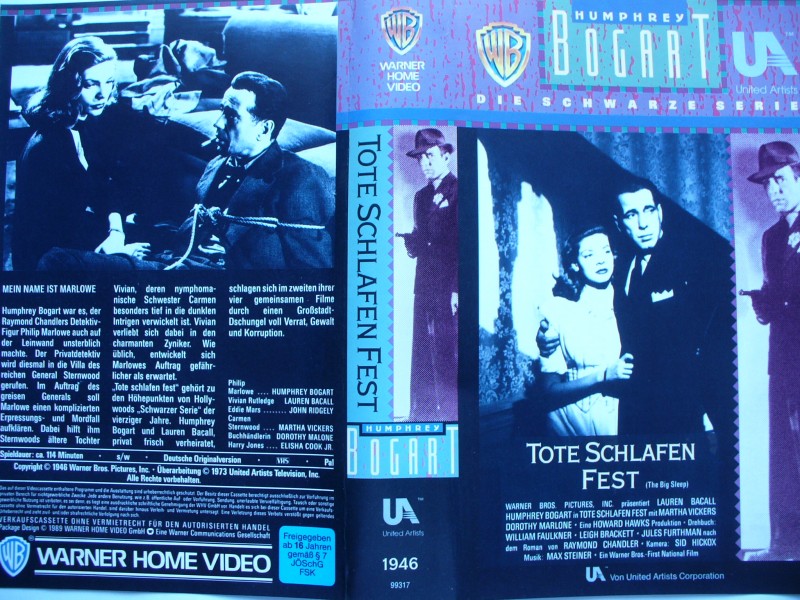 MEIN NAME IST MARLOWE
Humphrey Bogart war es, der
Raymond Chandlers Detektiv-
Figur Philip Marlowe auch auf
der Leinwand unsterblich
machte. Der Privatdetektiv
wird diesmal in die Villa des
reichen General Sternwood
gerufen. Im Auftrag des
greisen Generals soll
Marlowe einen komplizierten
Erpressungs- und Mordfall
aufklären. Dabei hilft ihm
Sternwoods ältere Tochter
Vivian, deren nymphoma-
nische Schwester Carmen
besonders tief in die dunklen
Intrigen verwickelt ist. Vivian
verliebt sich dabei in den
charmanten Zyniker. Wie
üblich, entwickelt sich
Marlowes Auftrag gefähr-
licher als erwartet.
„Tote schlafen fest" gehört zu
den Höhepunkten von Holly-
woods „Schwarzer Serie" der
vierziger Jahre. Humphrey
Bogart und Lauren Bacall,
privat frisch verheiratet,
schlagen sich im zweiten ihrer
vier gemeinsamen Filme
durch einen Großstadt-
Dschungel voll Verrat, Gewalt
und Korruption.
Philip
Marlowe .... HUMPHREY BOGART
Vivian Rutledge LAUREN BACALL
Eddie Mars ........ JOHN RIDGELY
Carmen
Sternwood .... MARTHA VICKERS
Buchhändlerin DOROTHY MALONE
Harry Jones .... ELISHA COOK JR.
Spieldauer: ca. 114 Minuten • s/w • Deutsche Originalversion • VHS • Pal
Copyright © 1946 Warner Bros. Pictures, Inc. • Überarbeitung © 1973 United Artists Television, Inc.
Alle Rechte vorbehalten.
VERKAUFSCASSETTE OHNE VERMIETRECHT FÜR DEN AUTORISIERTEN HANDEL
Package Design © 1989 WARNER HOME VIDEO GMBH • Eine Warner Communications Gesellschaft
WB WARNER HOME VIDEO
Freigegeben
ab 16 Jahren
gemäß § 7
JÖSchG
FSK
WB
WARNER
HOME
VIDEO
TOTE SCHLAFEN FEST
HUMPHREY
BOGART
UA
United Artists
1946
99317
WB
HUMPHREY
BOGART
UA™
United Artists
DIE SCHWARZE SERIE
TOTE SCHLAFEN
FEST (The Big Sleep)
WARNER BROS. PICTURES, INC. präsentiert LAUREN BACALL
HUMPHREY BOGART in TOTE SCHLAFEN FEST mit MARTHA VICKERS
DOROTHY MARLONE • Eine HOWARD HAWKS Produktion • Drehbuch:
WILLIAM FAULKNER • LEIGH BRACKETT • JULES FURTHMAN nach
dem Roman von RAYMOND CHANDLER • Kamera: SID HICKOX
Musik: MAX STEINER • Ein Warner Bros.-First National Film
UA Von United Artists Corporation